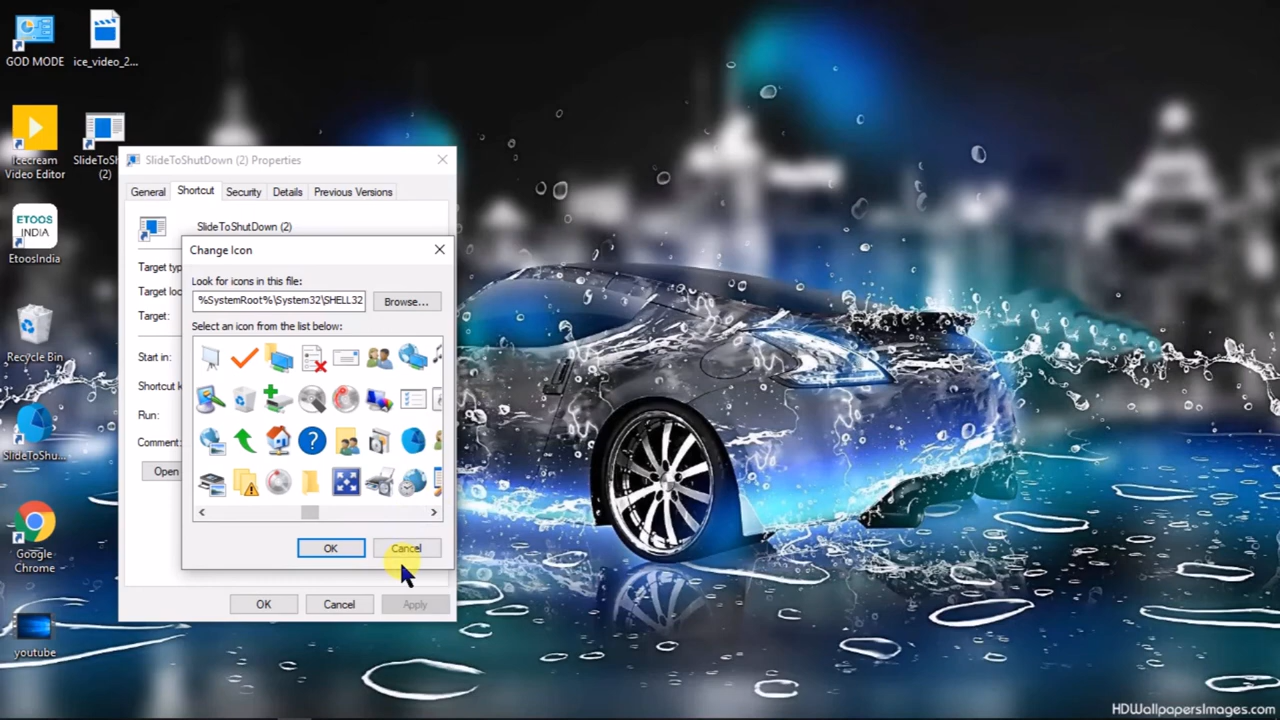 GOD MODE
ice_video_2...
Icecream
Video Editor
SlideToSh
(2)
ETOOS
INDIA
EtoosIndia
Recycle Bin
SlideToShu...
Google
Chrome
youtube
SlideToShutDown (2) Properties
General Shortcut Security Details Previous Versions
SlideToShutDown (2)
Target typ
Target loc
Target:
Start in:
Shortcut k
Run:
Comment:
Open
Change Icon
Look for icons in this file:
%SystemRoot%\System32\SHELL32
Browse...
Select an icon from the list below:
OK Cancel
OK Cancel Apply
HDWallpapersImages.com